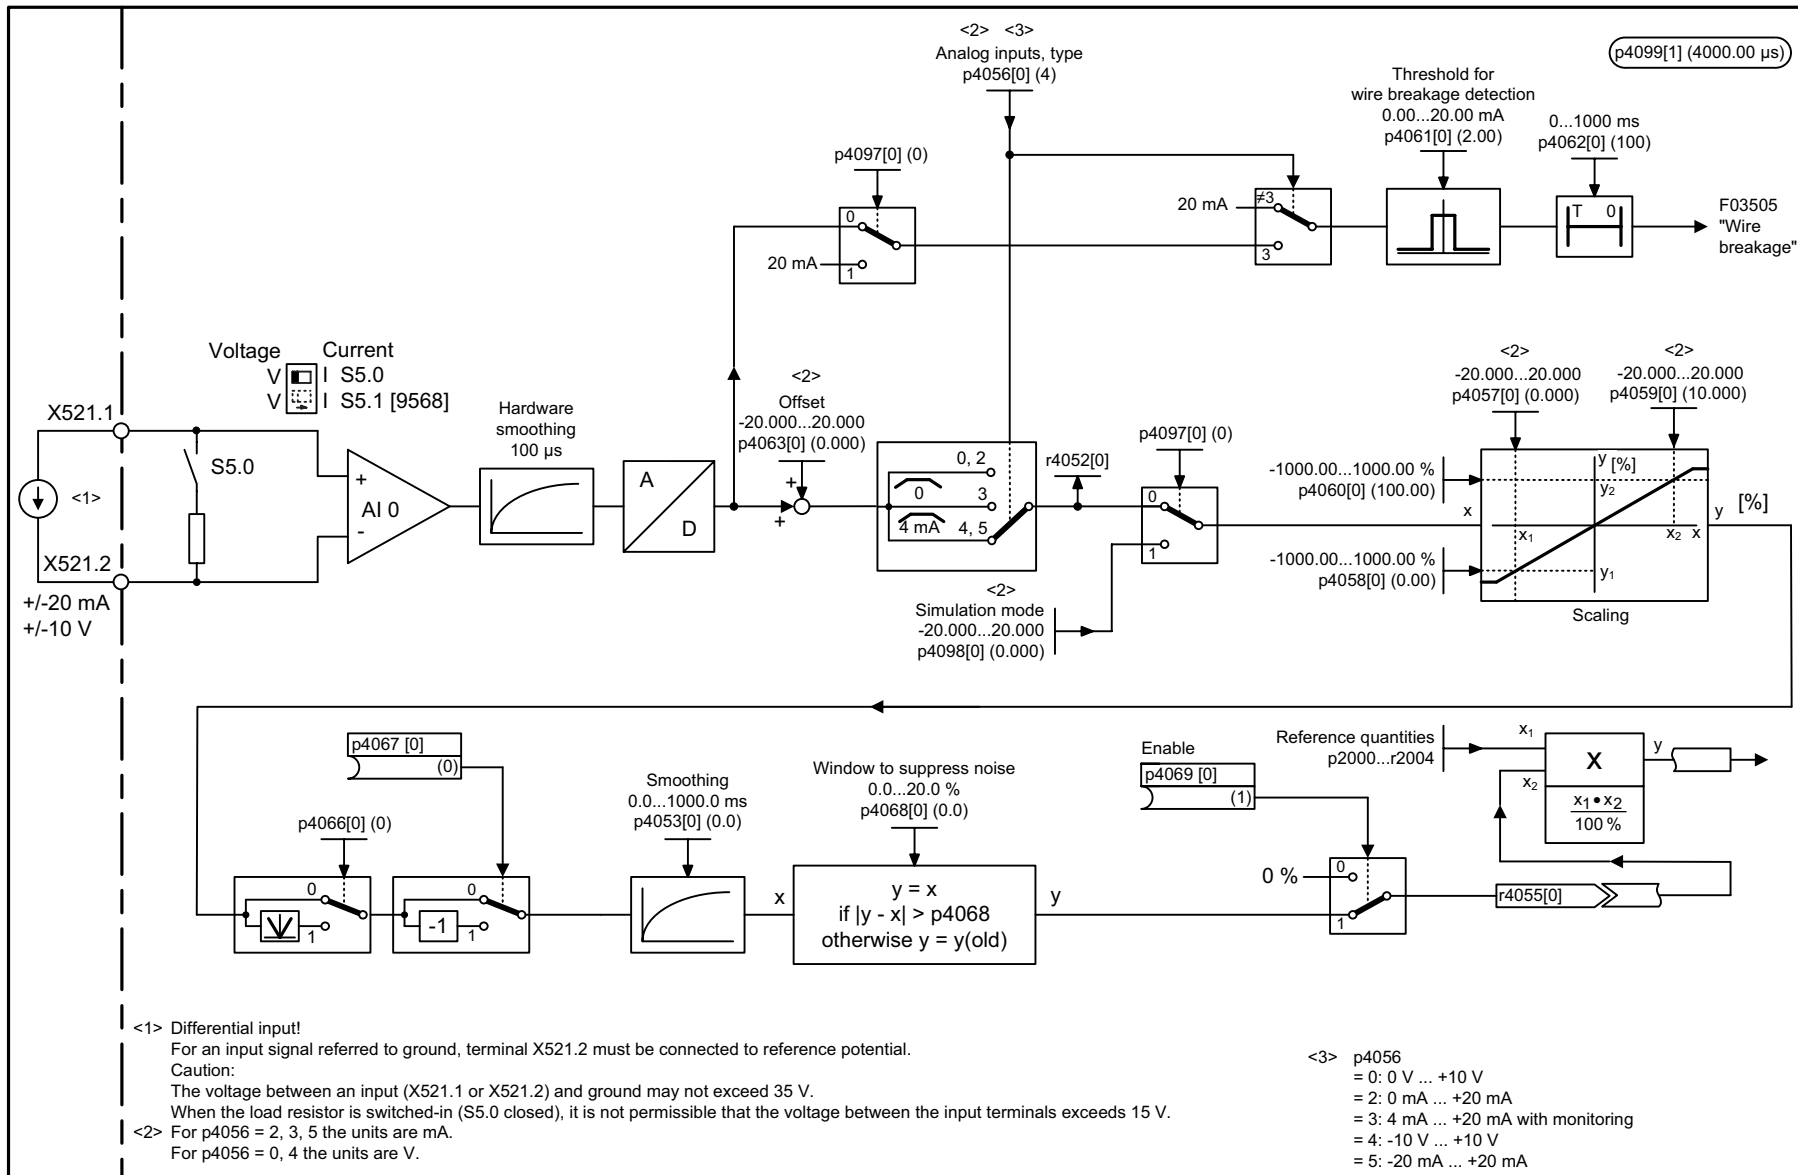 <2> <3>
Analog inputs, type
p4056[0] (4)
p4099[1] (4000.00 µs)
Threshold for
wire breakage detection
0.00...20.00 mA
p4061[0] (2.00)
0...1000 ms
p4062[0] (100)
p4097[0] (0)
0
20 mA
1
20 mA
≠3
3
T 0
F03505
"Wire
breakage"
Voltage Current
V I S5.0
V I S5.1 [9568]
X521.1
S5.0
<1>
X521.2
+/-20 mA
+/-10 V
+
AI 0
-
Hardware
smoothing
100 µs
A
D
<2>
Offset
-20.000...20.000
p4063[0] (0.000)
+
+
0, 2
0
3
4 mA
4, 5
r4052[0]
p4097[0] (0)
0
1
<2>
Simulation mode
-20.000...20.000
p4098[0] (0.000)
<2>
-20.000...20.000
p4057[0] (0.000)
<2>
-20.000...20.000
p4059[0] (10.000)
-1000.00...1000.00 %
p4060[0] (100.00)
x
-1000.00...1000.00 %
p4058[0] (0.00)
y [%]
y2
x1
x2 x
y1
y [%]
Scaling
p4067 [0]
(0)
p4066[0] (0)
0
1
0
-1
1
Smoothing
0.0...1000.0 ms
p4053[0] (0.0)
Window to suppress noise
0.0...20.0 %
p4068[0] (0.0)
x
y = x
if |y - x| > p4068
otherwise y = y(old)
y
Enable
p4069 [0]
(1)
0 %
0
1
Reference quantities
p2000...r2004
x1
x2
X
x1 • x2
100 %
y
r4055[0]
<1> Differential input!
For an input signal referred to ground, terminal X521.2 must be connected to reference potential.
Caution:
The voltage between an input (X521.1 or X521.2) and ground may not exceed 35 V.
When the load resistor is switched-in (S5.0 closed), it is not permissible that the voltage between the input terminals exceeds 15 V.
<2> For p4056 = 2, 3, 5 the units are mA.
For p4056 = 0, 4 the units are V.
<3> p4056
= 0: 0 V ... +10 V
= 2: 0 mA ... +20 mA
= 3: 4 mA ... +20 mA with monitoring
= 4: -10 V ... +10 V
= 5: -20 mA ... +20 mA